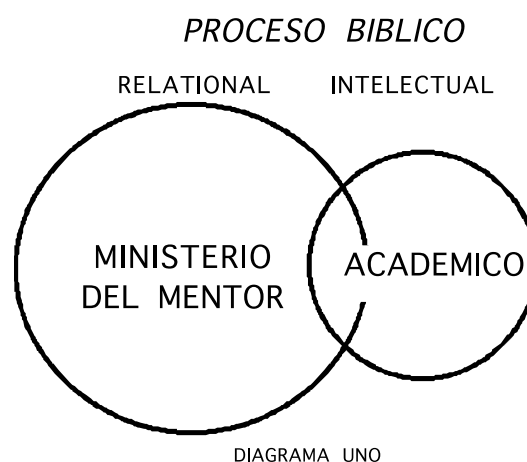 PROCESO BIBLICO
RELATIONAL INTELECTUAL
MINISTERIO
DEL MENTOR
ACADEMICO
DIAGRAMA UNO